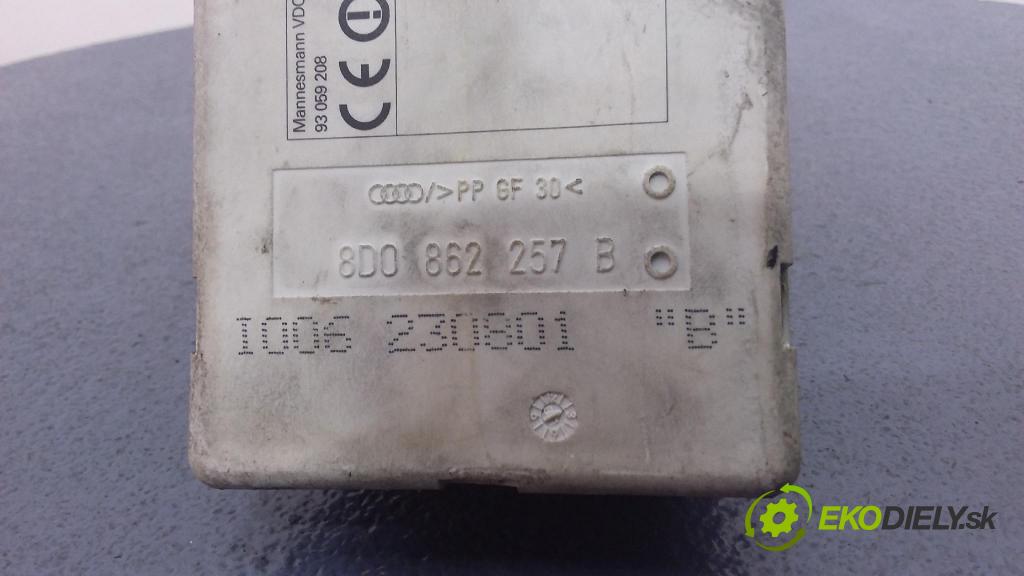 Mannesmann VDO
93 059 208
CE
/>PP GF 30<
8D0 862 257 B
1006 230801 "B"
EKODIELY.sk